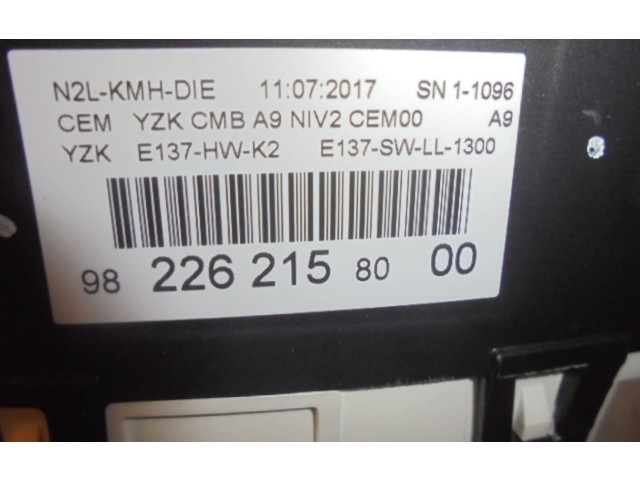 N2L-KMH-DIE 11:07:2017 SN 1-1096
CEM YZK CMB A9 NIV2 CEM00 A9
YZK E137-HW-K2 E137-SW-LL-1300
98 226 215 80 00